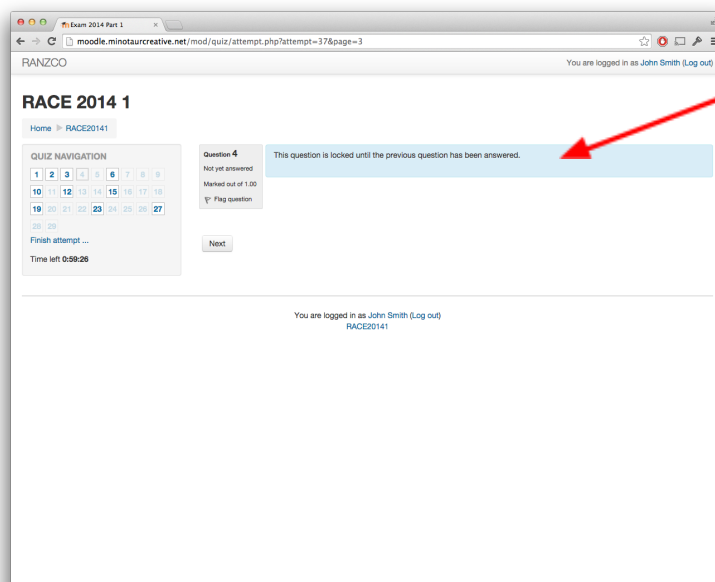 Exam 2014 Part 1
moodle.minotaurcreative.net/mod/quiz/attempt.php?attempt=37&page=3
RANZCO
You are logged in as John Smith (Log out)
RACE 2014 1
Home RACE20141
QUIZ NAVIGATION
1 2 3 4 5 6 7 8 9
10 11 12 13 14 15 16 17 18
19 20 21 22 23 24 25 26 27
28 29
Finish attempt ...
Time left 0:59:26
Question 4
Not yet answered
Marked out of 1.00
Flag question
This question is locked until the previous question has been answered.
Next
You are logged in as John Smith (Log out)
RACE20141